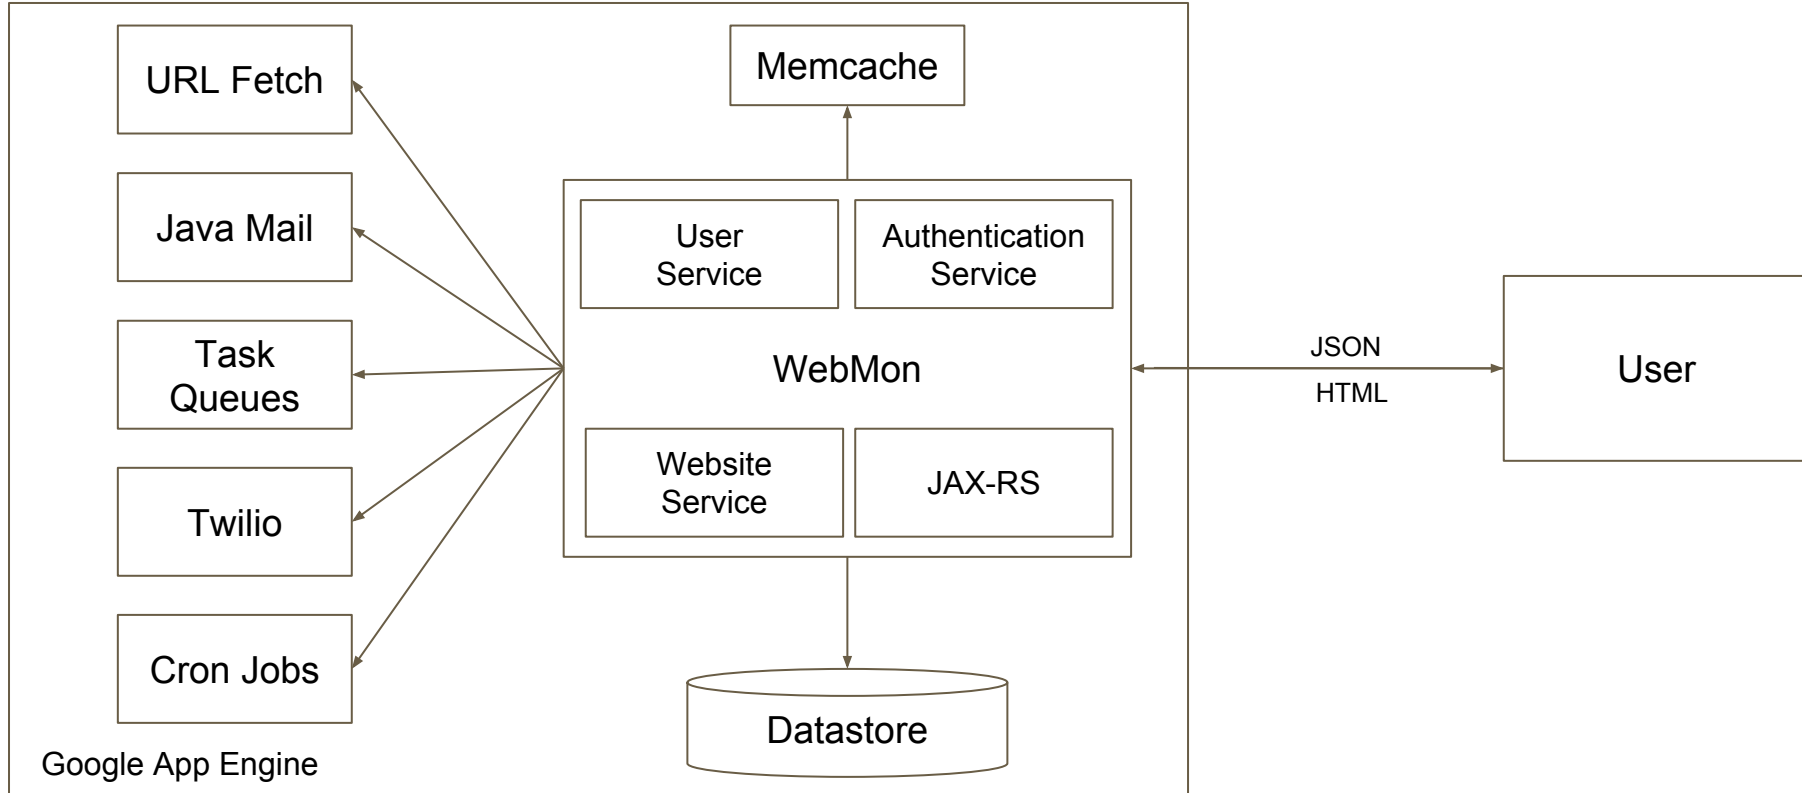 URL Fetch
Java Mail
Task
Queues
Twilio
Cron Jobs
Google App Engine
Memcache
User
Service
Authentication
Service
WebMon
Website
Service
JAX-RS
Datastore
JSON
HTML
User